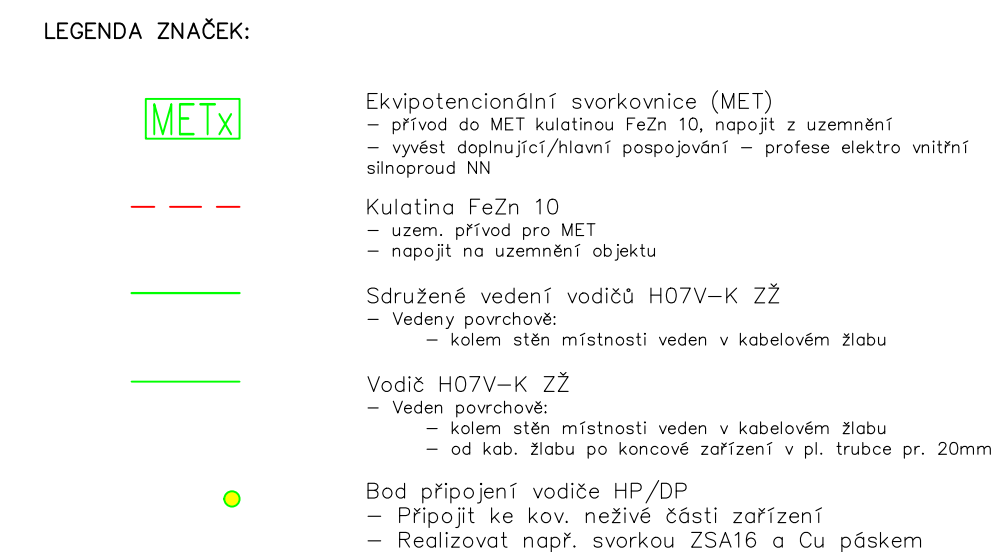 LEGENDA ZNAČEK:
METx
Ekvipotencionální svorkovnice (MET)
– přívod do MET kulatinou FeZn 10, napojit z uzemnění
– vyvést doplnující/hlavní pospojování – profese elektro vnitřní
silnoproud NN
Kulatina FeZn 10
– uzem. přívod pro MET
– napojit na uzemnění objektu
Sdružené vedení vodičů H07V–K ZŽ
– Vedeny povrchově:
– kolem stěn místnosti veden v kabelovém žlabu
Vodič H07V–K ZŽ
– Veden povrchově:
– kolem stěn místnosti veden v kabelovém žlabu
– od kab. žlabu po koncové zařízení v pl. trubce pr. 20mm
Bod připojení vodiče HP/DP
– Připojit ke kov. neživé části zařízení
– Realizovat např. svorkou ZSA16 a Cu páskem